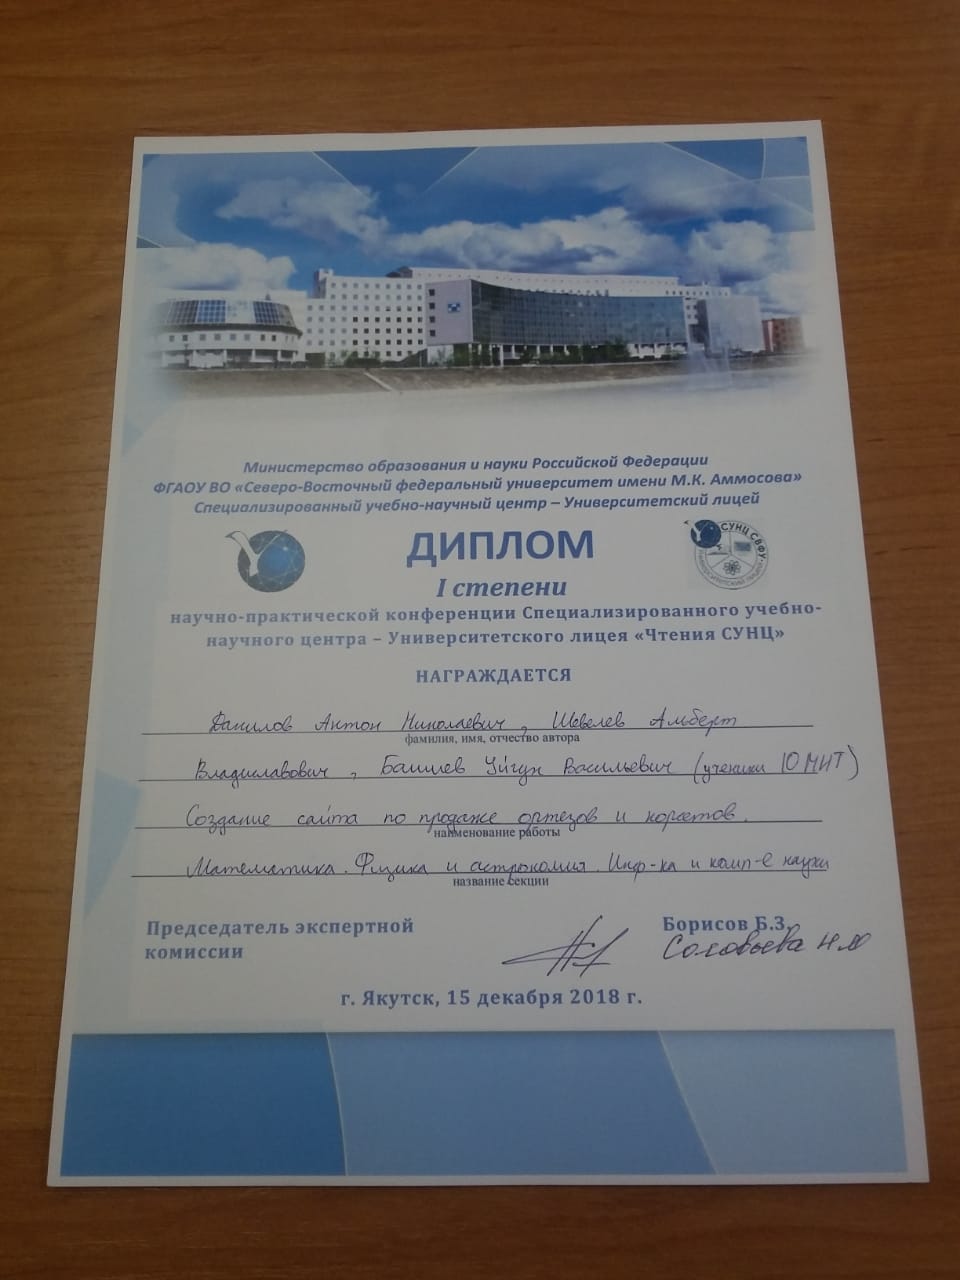 Министерство образования и науки Российской Федерации
ФГАОУ ВО «Северо-Восточный федеральный университет имени М.К. Аммосова»
Специализированный учебно-научный центр – Университетский лицей
ДИПЛОМ
СУНЦ СВФУ
УНИВЕРСИТЕТСКИЙ ЛИЦЕЙ
I степени
научно-практической конференции Специализированного учебно-
научного центра – Университетского лицея «Чтения СУНЦ»
НАГРАЖДАЕТСЯ
Данилов Антон Николаевич, Шевелев Альберт
фамилия, имя, отчество автора
Владиславович, Уйгун Васильевич (ученики 10 МИТ)
Создание сайта по продаже ортезов и корсетов.
наименование работы
Математика. Физика и астрономия. Инф-ка и комп-е науки
название секции
Председатель экспертной
комиссии
Борисов Б.З.
Соловьева
г. Якутск, 15 декабря 2018 г.